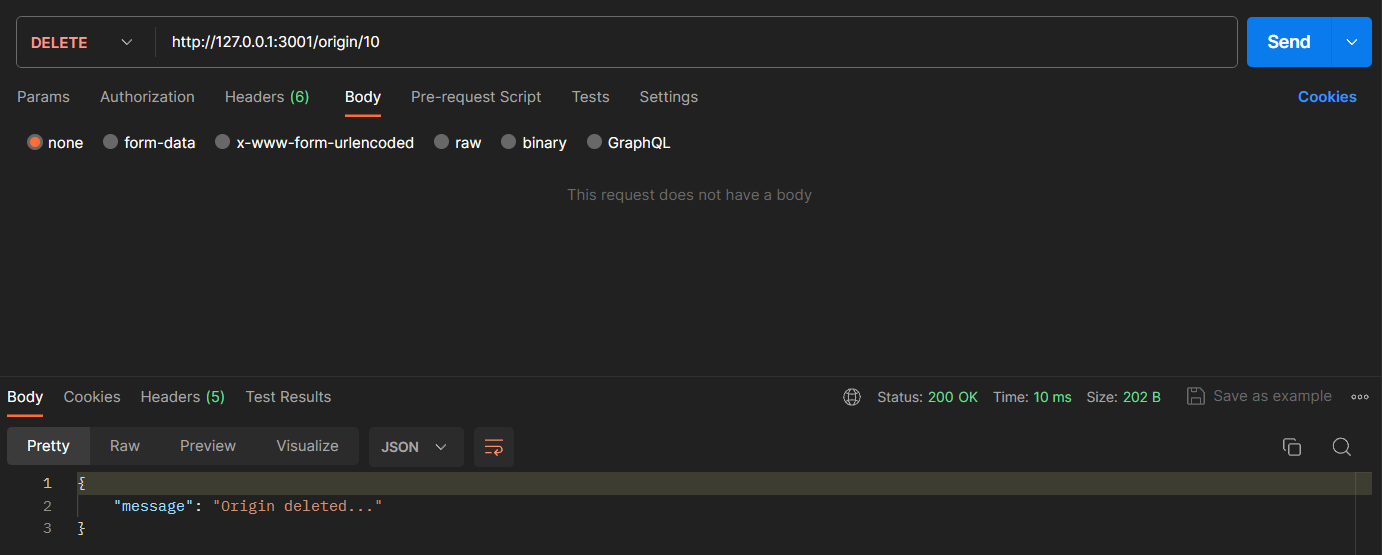 DELETE http://127.0.0.1:3001/origin/10 Send
Params Authorization Headers (6) Body Pre-request Script Tests Settings Cookies
none form-data x-www-form-urlencoded raw binary GraphQL
This request does not have a body
Body Cookies Headers (5) Test Results Status: 200 OK Time: 10 ms Size: 202 B Save as example
Pretty Raw Preview Visualize JSON
1 {
2 "message": "Origin deleted..."
3 }